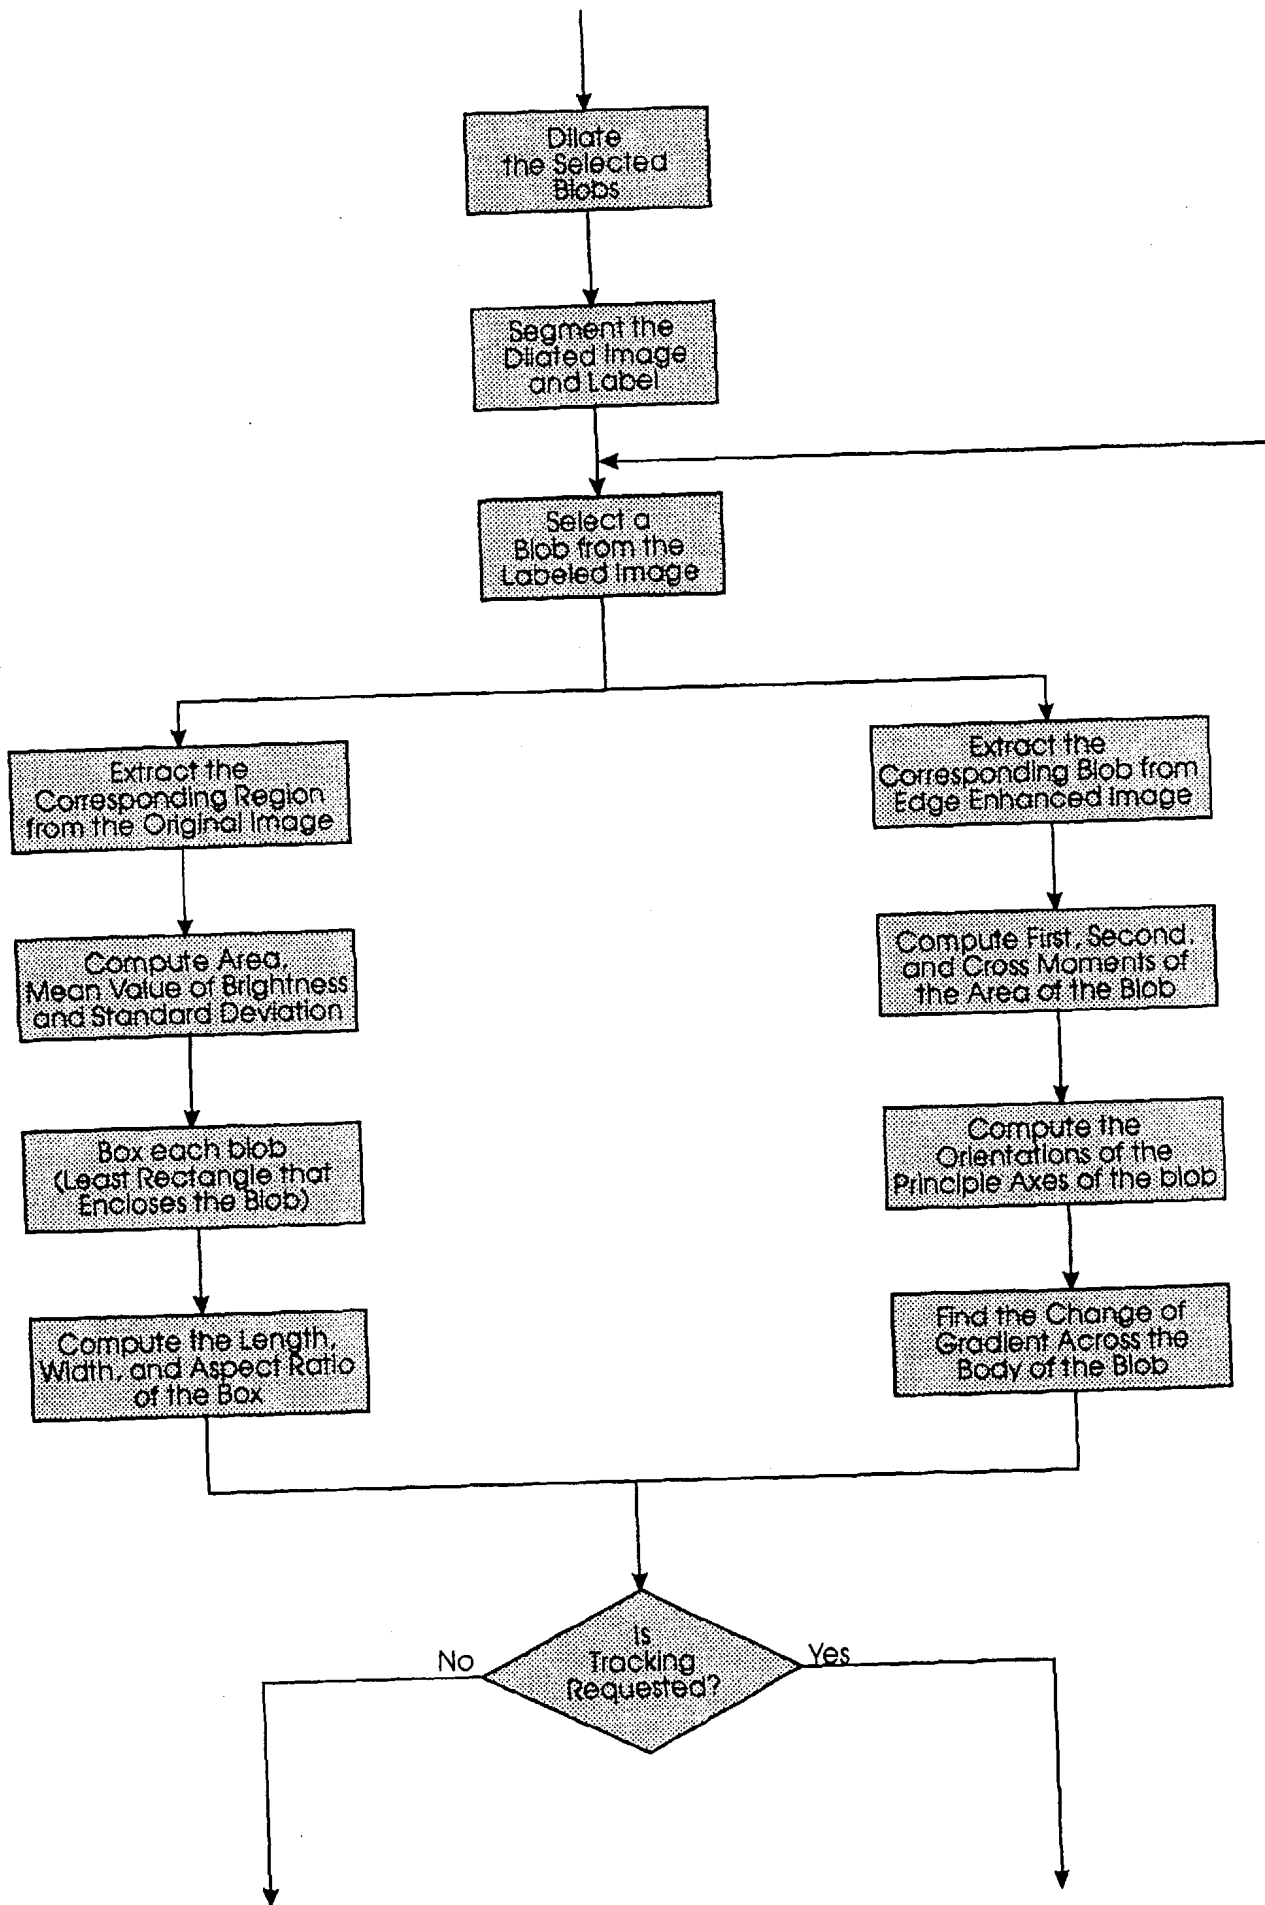 Dilate
the Selected
Blobs
Segment the
Dilated Image
and Label
Select a
Blob from the
Labeled Image
Extract the
Corresponding Region
from the Original Image
Compute Area,
Mean Value of Brightness
and Standard Deviation
Box each blob
(Least Rectangle that
Encloses the Blob)
Compute the Length,
Width, and Aspect Ratio
of the Box
Extract the
Corresponding Blob from
Edge Enhanced Image
Compute First, Second,
and Cross Moments of
the Area of the Blob
Compute the
Orientations of the
Principle Axes of the blob
Find the Change of
Gradient Across the
Body of the Blob
Is
Tracking
Requested?
No
Yes